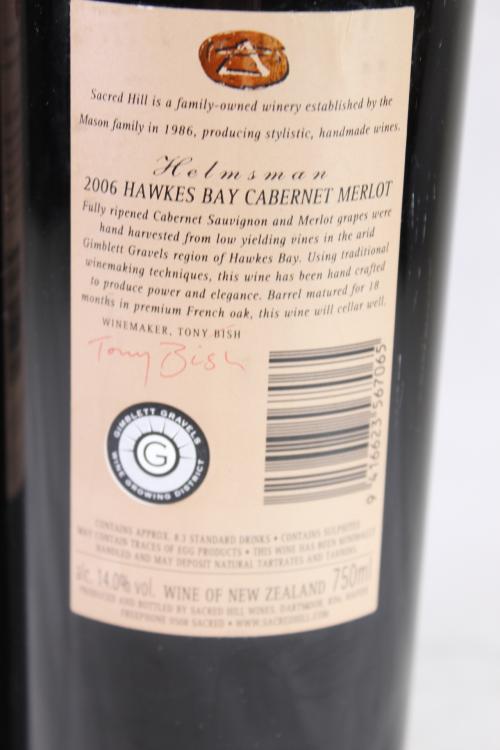 Sacred Hill is a family-owned winery established by the
Mason family in 1986, producing stylistic, handmade wines.
Helmsman
2006 HAWKES BAY CABERNET MERLOT
Fully ripened Cabernet Sauvignon and Merlot grapes were
hand harvested from low yielding vines in the arid
Gimblett Gravels region of Hawkes Bay. Using traditional
winemaking techniques, this wine has been hand crafted
to produce power and elegance. Barrel matured for 18
months in premium French oak, this wine will cellar well.
WINEMAKER, TONY BISH
Tony Bish
GIMBLETT GRAVELS
G
WINE GROWING DISTRICT
9 416623 567065
CONTAINS APPROX. 8.3 STANDARD DRINKS • CONTAINS SULPHITES
MAY CONTAIN TRACES OF EGG PRODUCTS • THIS WINE HAS BEEN MINIMALLY
HANDLED AND MAY DEPOSIT NATURAL TARTRATES AND TANNINS.
alc. 14.0% vol. WINE OF NEW ZEALAND 750ml
PRODUCED AND BOTTLED BY SACRED HILL WINES, DARTMOOR, NAPIER
FREEPHONE 0508 SACRED • WWW.SACREDHILL.COM